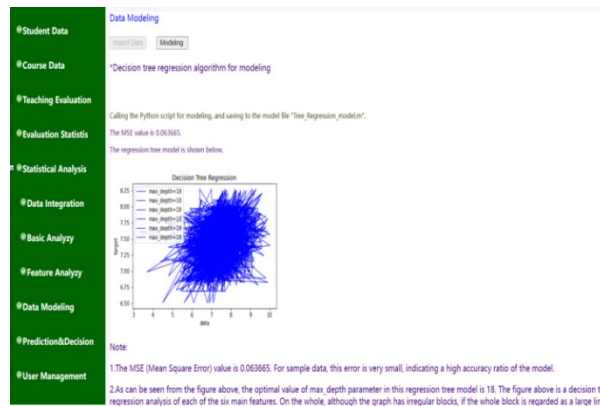 Student Data
Course Data
Teaching Evaluation
Evaluation Statistis
Statistical Analysis
Data Integration
Basic Analyzy
Feature Analyzy
Data Modeling
Prediction&Decision
User Management
Data Modeling
Import Data Modeling
*Decision tree regression algorithm for modeling
Calling the Python script for modeling, and saving to the model file "Tree_Regression_model.m".
The MSE value is 0.063665.
The regression tree model is shown below.
Decision Tree Regression
max_depth=18
max_depth=18
max_depth=18
max_depth=18
max_depth=18
max_depth=18
8.25
8.00
7.75
7.50
7.25
7.00
6.75
6.50
target
3 4 5 6 7 8 9 10
data
Note:
1.The MSE (Mean Square Error) value is 0.063665. For sample data, this error is very small, indicating a high accuracy ratio of the model.
2.As can be seen from the figure above, the optimal value of max_depth parameter in this regression tree model is 18. The figure above is a decision t
regression analysis of each of the six main features. On the whole, although the graph has irregular blocks, if the whole block is regarded as a large lin